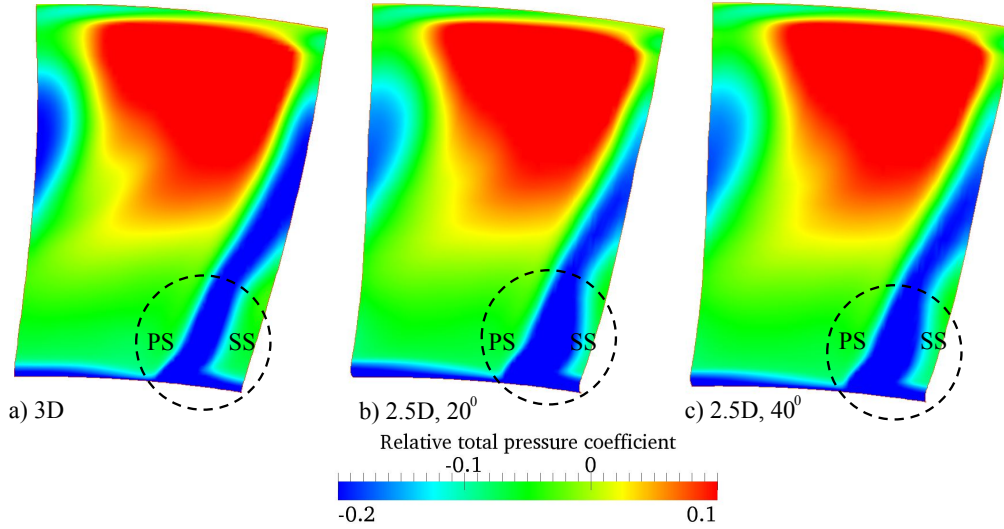 PS SS
PS SS
PS SS
a) 3D
b) 2.5D, 20⁰
c) 2.5D, 40⁰
Relative total pressure coefficient
-0.1 0
-0.2 0.1